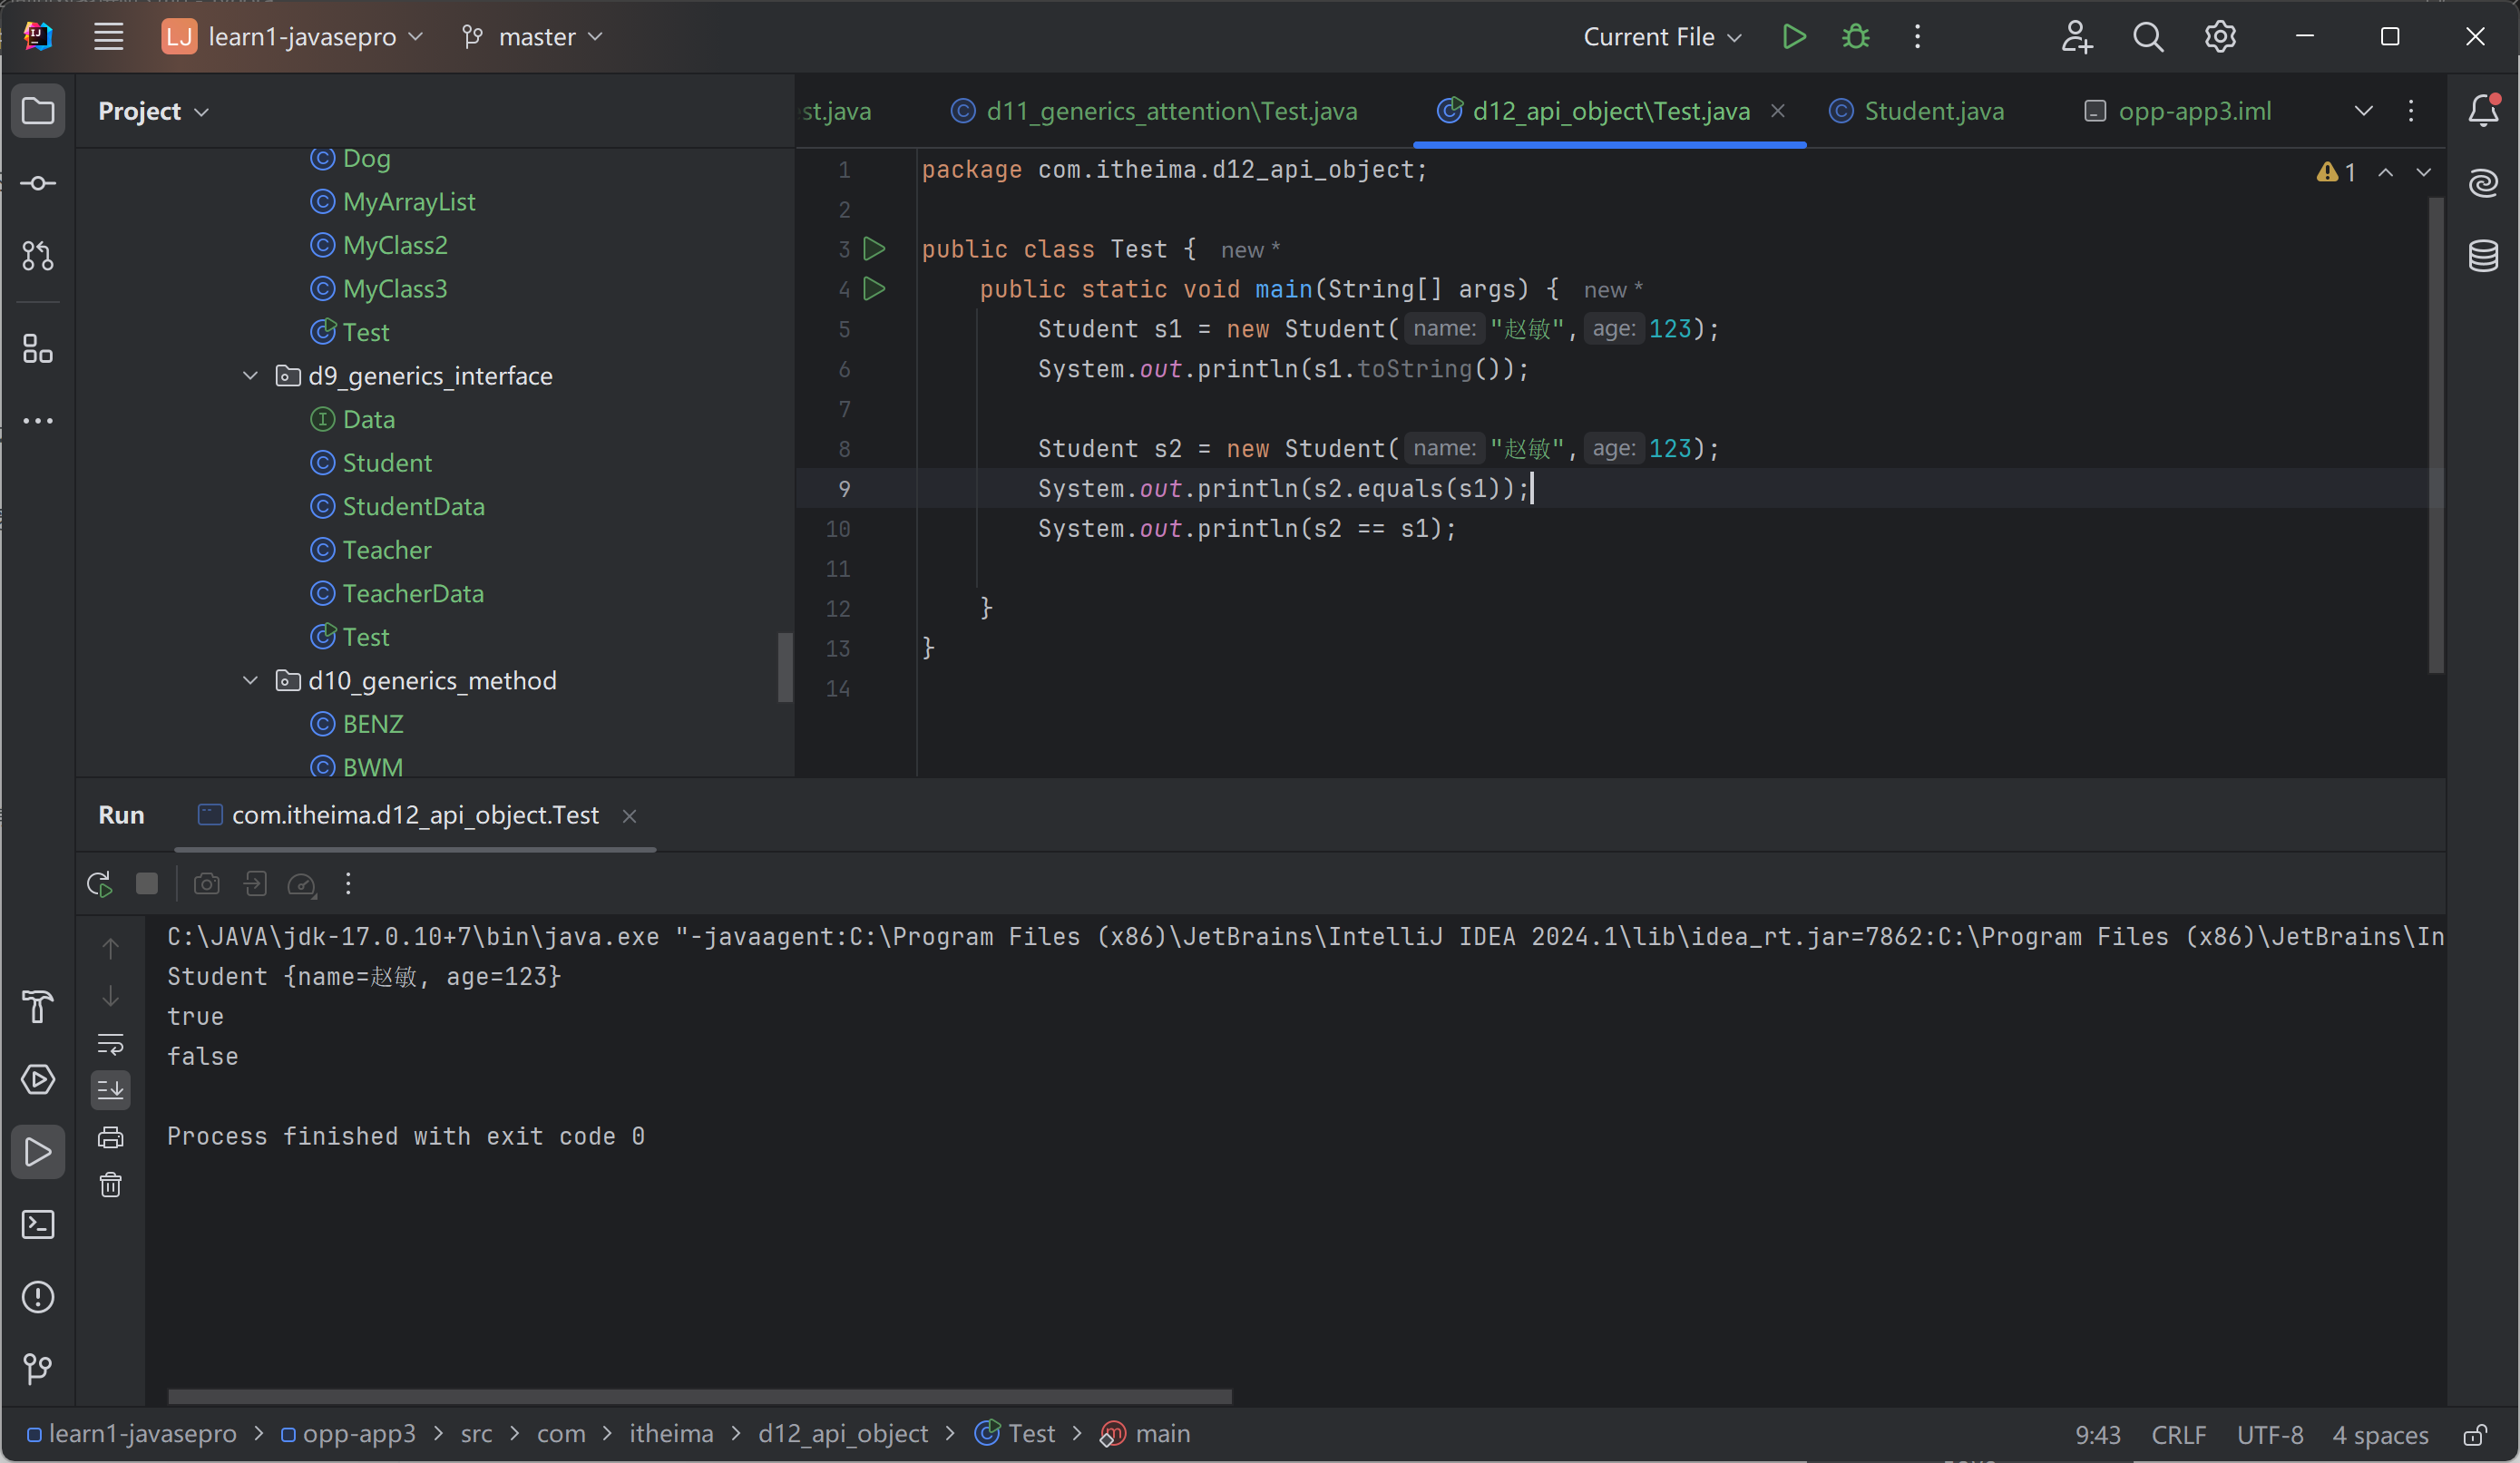 LJ learn1-javasepro master Current File
Project
st.java d11_generics_attention\Test.java d12_api_object\Test.java Student.java opp-app3.iml
Dog
MyArrayList
MyClass2
MyClass3
Test
d9_generics_interface
Data
Student
StudentData
Teacher
TeacherData
Test
d10_generics_method
BENZ
BWM
1 package com.itheima.d12_api_object;
2
3 public class Test { new *
4 public static void main(String[] args) { new *
5 Student s1 = new Student( name: "赵敏", age: 123);
6 System.out.println(s1.toString());
7
8 Student s2 = new Student( name: "赵敏", age: 123);
9 System.out.println(s2.equals(s1));
10 System.out.println(s2 == s1);
11
12 }
13 }
14
1
Run com.itheima.d12_api_object.Test
C:\JAVA\jdk-17.0.10+7\bin\java.exe "-javaagent:C:\Program Files (x86)\JetBrains\IntelliJ IDEA 2024.1\lib\idea_rt.jar=7862:C:\Program Files (x86)\JetBrains\In
Student {name=赵敏, age=123}
true
false
Process finished with exit code 0
learn1-javasepro > opp-app3 > src > com > itheima > d12_api_object > Test > main 9:43 CRLF UTF-8 4 spaces